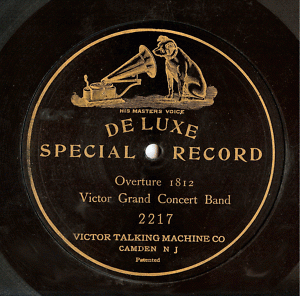 HIS MASTERS VOICE
DE LUXE
SPECIAL RECORD
Overture 1812
Victor Grand Concert Band
2217
VICTOR TALKING MACHINE CO
CAMDEN N J
Patented